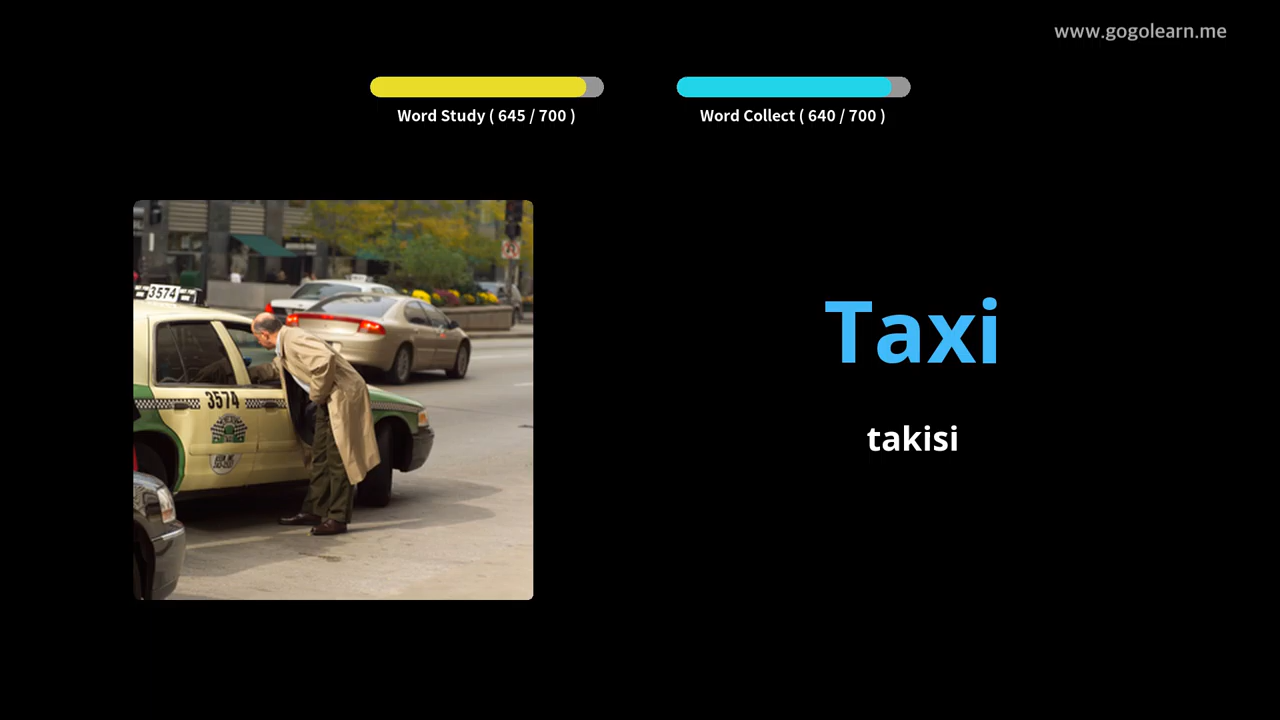 www.gogolearn.me
Word Study ( 645 / 700 )
Word Collect ( 640 / 700 )
3574
3574
Taxi
takisi